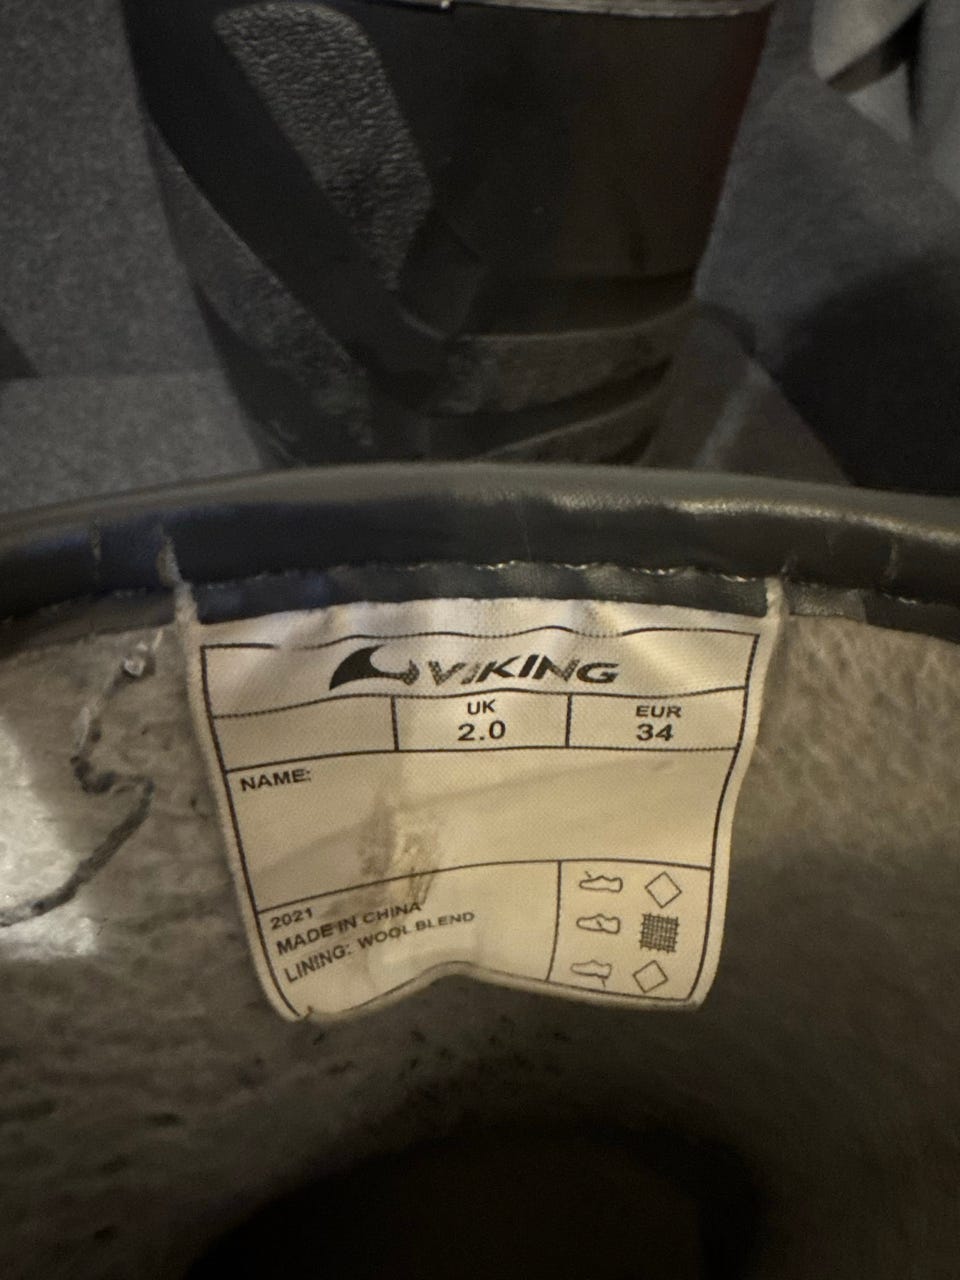 VIKING
UK EUR
2.0 34
NAME:
2021
MADE IN CHINA
LINING: WOOL BLEND